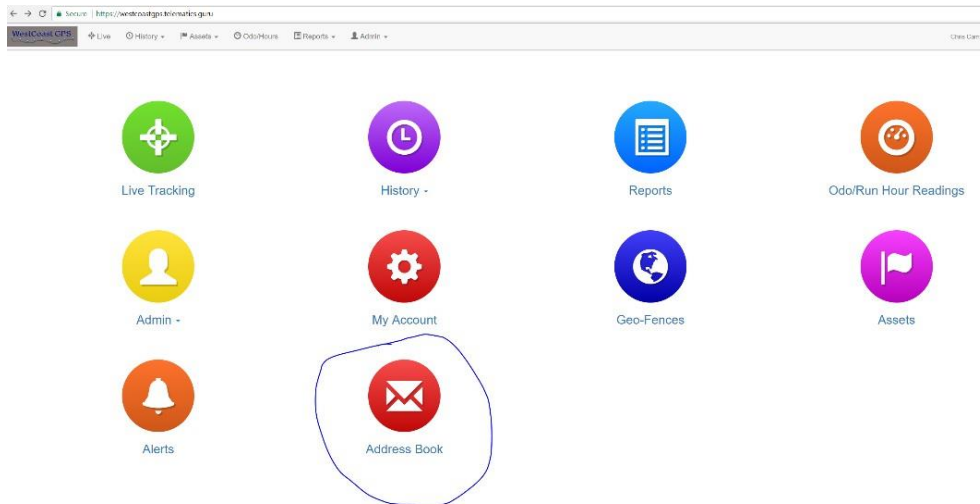 Secure | https://westcoastgps.telematics.guru
WestCoast GPS Live History Assets Odo/Hours Reports Admin
Live Tracking History Reports Odo/Run Hour Readings
Admin My Account Geo-Fences Assets
Alerts Address Book